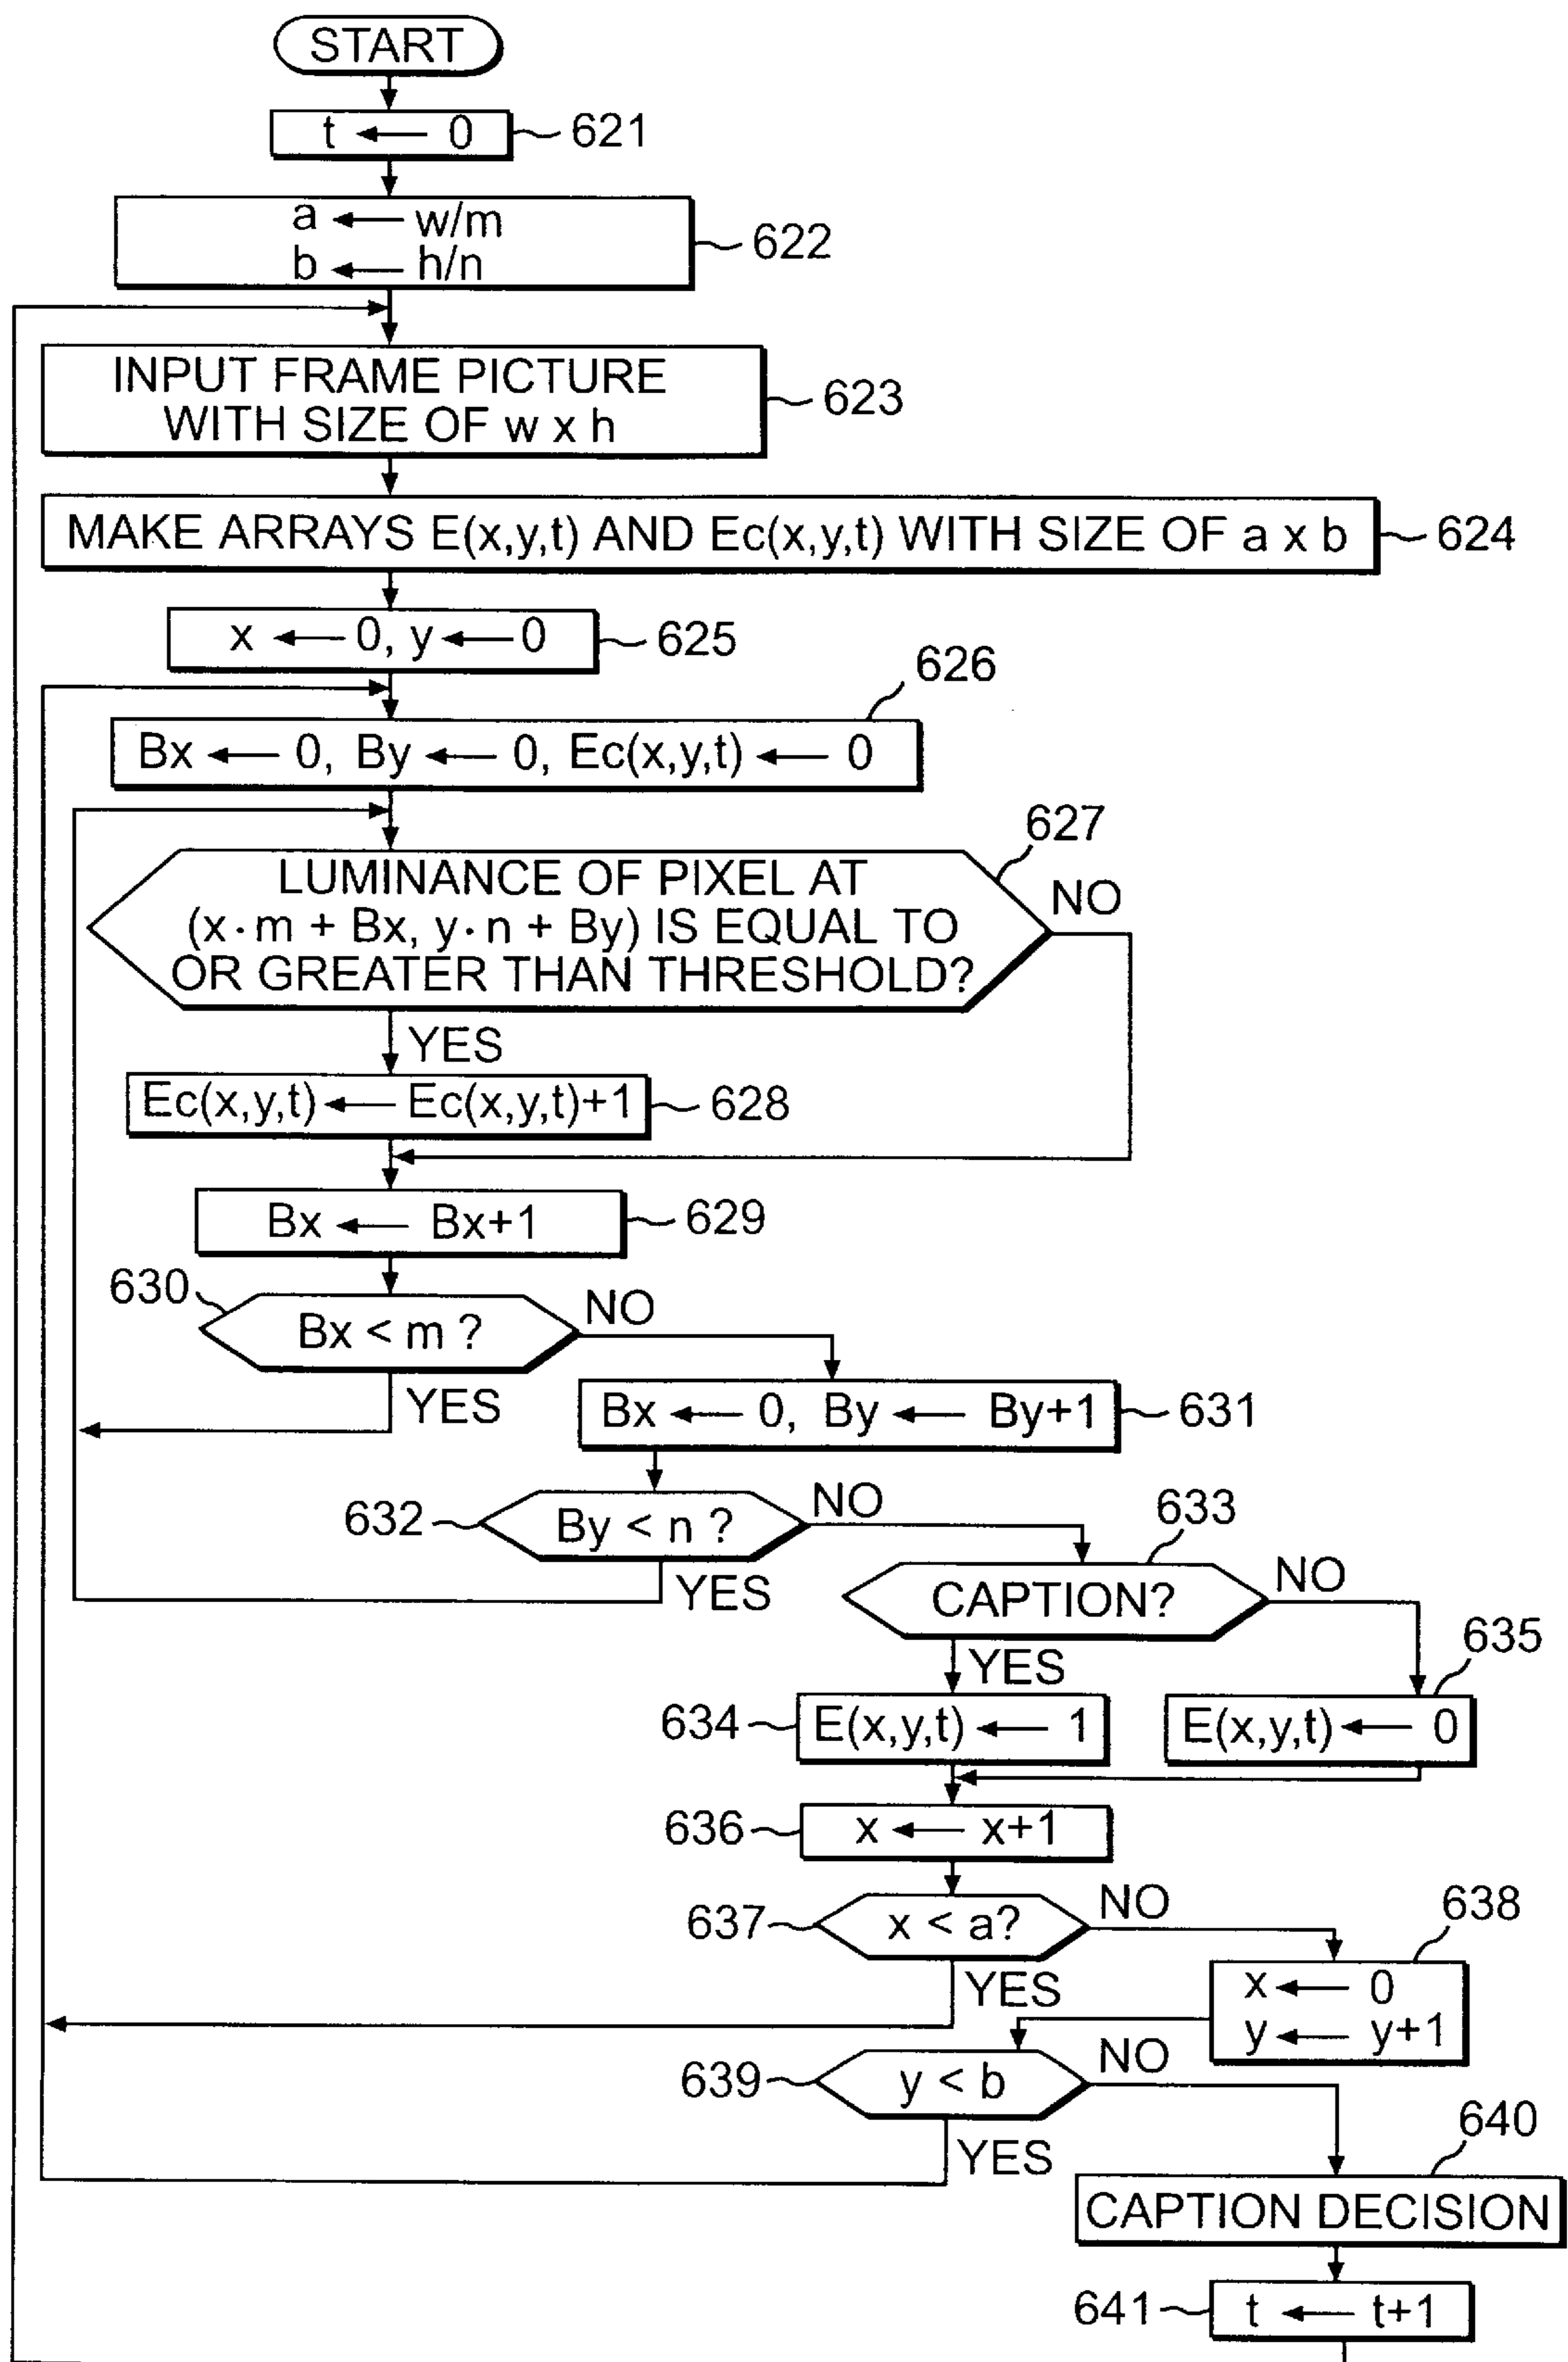 START
t ← 0
621
a ← w/m
b ← h/n
622
INPUT FRAME PICTURE
WITH SIZE OF w x h
623
MAKE ARRAYS E(x,y,t) AND Ec(x,y,t) WITH SIZE OF a x b
624
x ← 0, y ← 0
625
626
Bx ← 0, By ← 0, Ec(x,y,t) ← 0
627
LUMINANCE OF PIXEL AT
(x·m + Bx, y·n + By) IS EQUAL TO
OR GREATER THAN THRESHOLD?
NO
YES
Ec(x,y,t) ← Ec(x,y,t)+1
628
Bx ← Bx+1
629
630
Bx < m ?
NO
YES
Bx ← 0, By ← By+1
631
632
By < n ?
NO
YES
633
CAPTION?
NO
YES
635
634
E(x,y,t) ← 1
E(x,y,t) ← 0
636
x ← x+1
637
x < a?
NO
YES
638
x ← 0
y ← y+1
639
y < b
NO
YES
640
CAPTION DECISION
641
t ← t+1